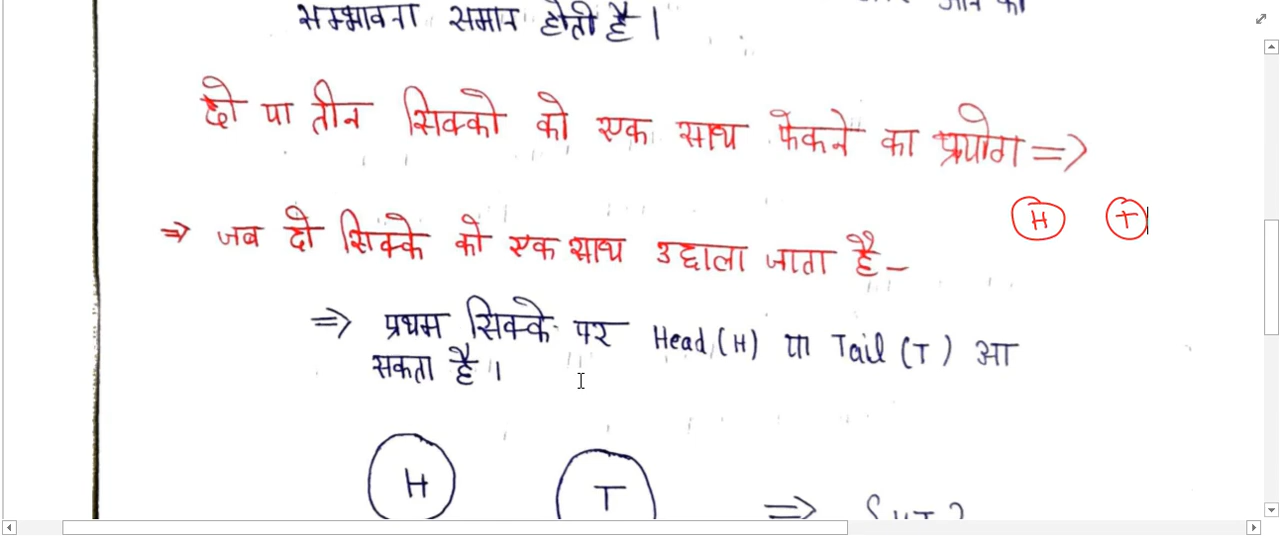 सम्भावना समान होती है।
दो या तीन सिक्को को एक साथ फेकने का प्रयोग =>
H T
=> जब दो सिक्के को एक साथ उछाला जाता है -
=> प्रथम सिक्के पर Head (H) या Tail (T) आ
सकता है।
H T =>